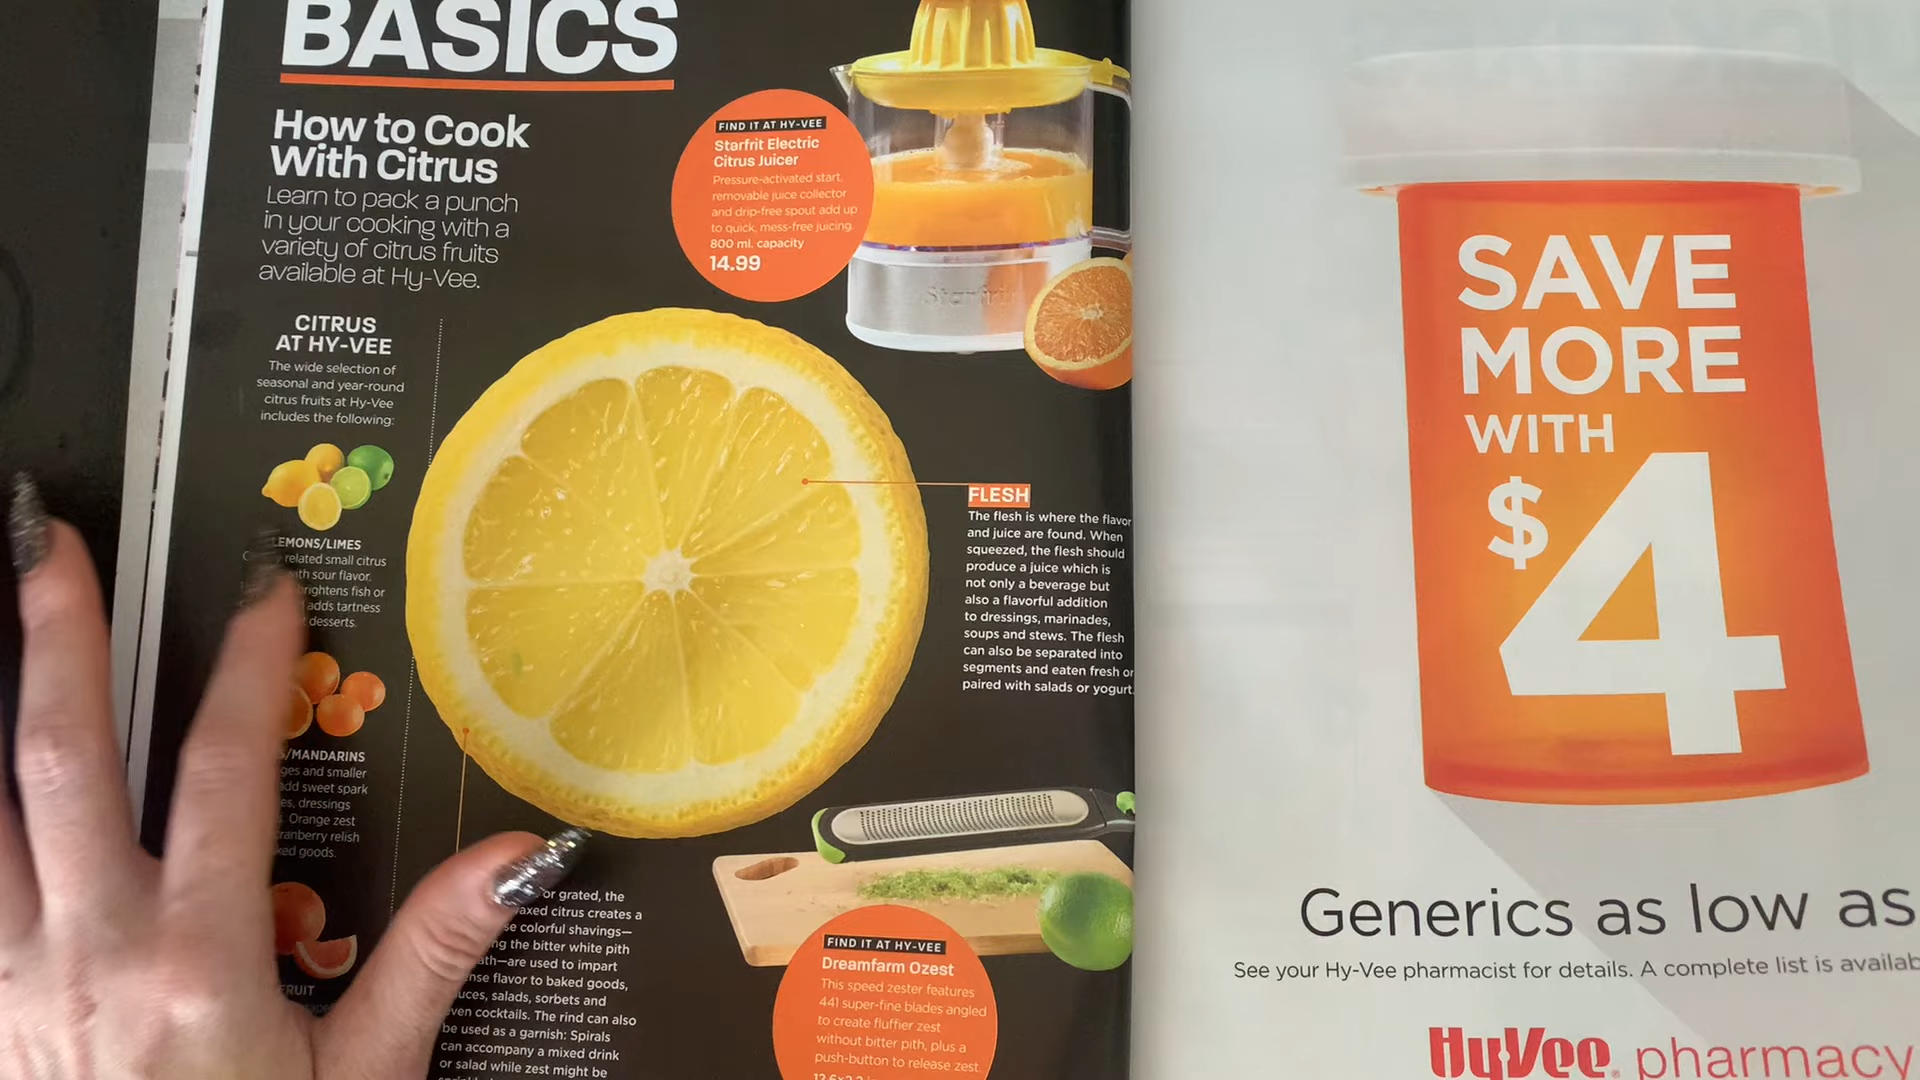 BASICS
How to Cook
With Citrus
Learn to pack a punch
in your cooking with a
variety of citrus fruits
available at Hy-Vee.
FIND IT AT HY-VEE
Starfrit Electric
Citrus Juicer
Pressure-activated start,
removable juice collector
and drip-free spout add up
to quick, mess-free juicing.
800 ml. capacity
14.99
Starfrit
CITRUS
AT HY-VEE
The wide selection of
seasonal and year-round
citrus fruits at Hy-Vee
includes the following:
LEMONS/LIMES
related small citrus
with sour flavor.
brightens fish or
adds tartness
desserts.
/MANDARINS
and smaller
add sweet spark
dressings
Orange zest
cranberry relish
goods.
FLESH
The flesh is where the flavor
and juice are found. When
squeezed, the flesh should
produce a juice which is
not only a beverage but
also a flavorful addition
to dressings, marinades,
soups and stews. The flesh
can also be separated into
segments and eaten fresh or
paired with salads or yogurt.
or grated, the
citrus creates a
colorful shavings—
the bitter white pith
are used to impart
flavor to baked goods,
salads, sorbets and
even cocktails. The rind can also
be used as a garnish: Spirals
can accompany a mixed drink
or salad while zest might be
FIND IT AT HY-VEE
Dreamfarm Ozest
This speed zester features
441 super-fine blades angled
to create fluffier zest
without bitter pith, plus a
push-button to release zest.
SAVE
MORE
WITH
$4
Generics as low as
See your Hy-Vee pharmacist for details. A complete list is availab
HyVee pharmacy